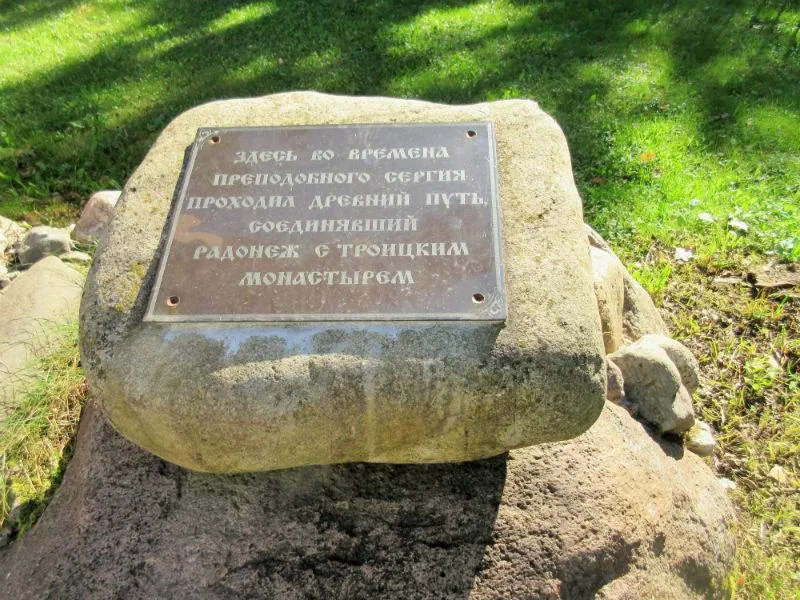 ЗДЕСЬ ВО ВРЕМЕНА
ПРЕПОДОБНОГО СЕРГИЯ
ПРОХОДИЛ ДРЕВНИЙ ПУТЬ,
СОЕДИНЯВШИЙ
РАДОНЕЖ С ТРОИЦКИМ
МОНАСТЫРЕМ